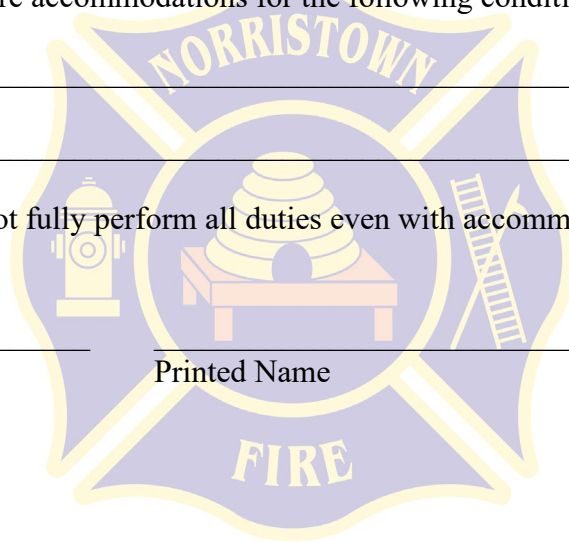 accommodations for the following
NORRISTOWN
fully perform all duties even with
Printed Name
FIRE